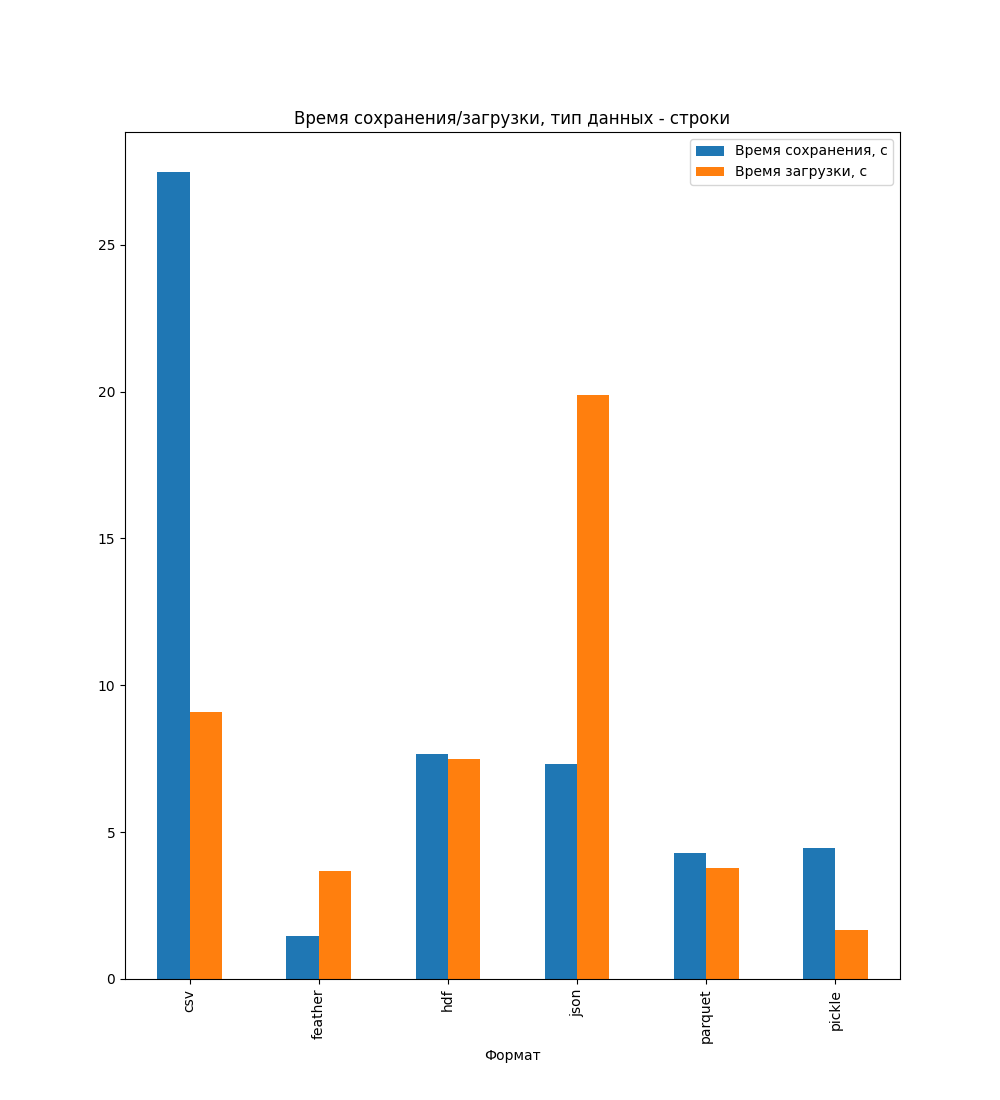 Время сохранения/загрузки, тип данных - строки
Время сохранения, с
Время загрузки, с
25
20
15
10
5
0
csv
feather
hdf
json
parquet
pickle
Формат